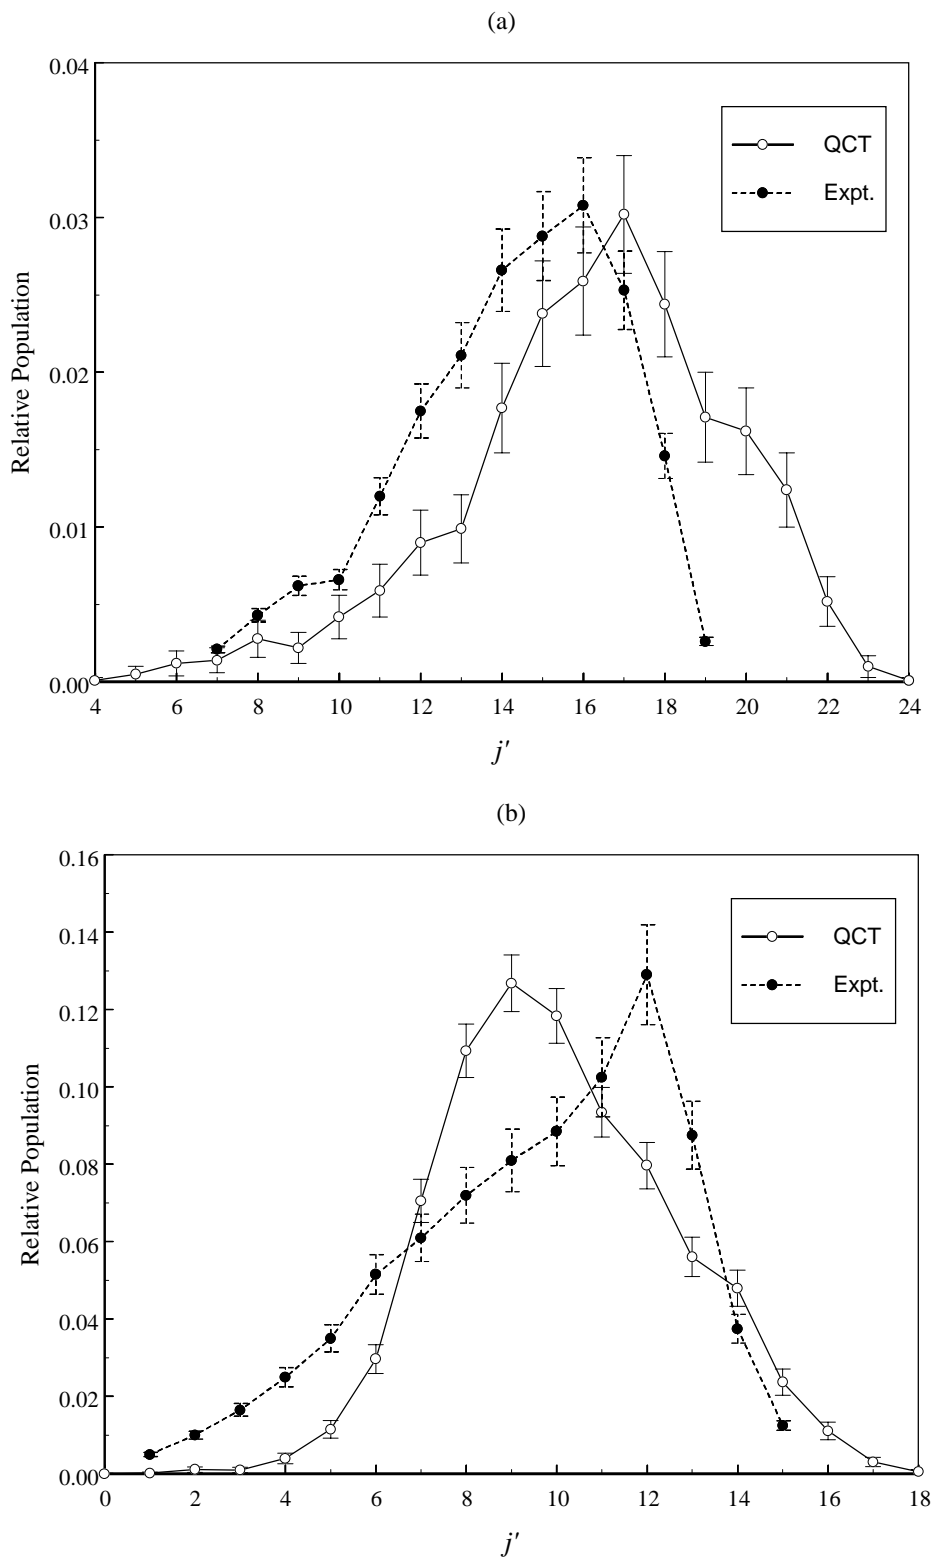 (a)
0.04
0.03
0.02
0.01
0.00
Relative Population
QCT
Expt.
4 6 8 10 12 14 16 18 20 22 24
j′
(b)
0.16
0.14
0.12
0.10
0.08
0.06
0.04
0.02
0.00
Relative Population
QCT
Expt.
0 2 4 6 8 10 12 14 16 18
j′